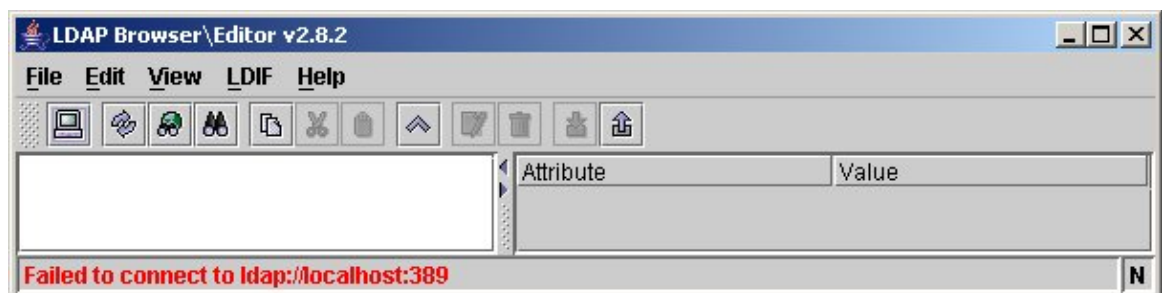 LDAP Browser\Editor v2.8.2
File Edit View LDIF Help
Attribute Value
Failed to connect to ldap://localhost:389 N